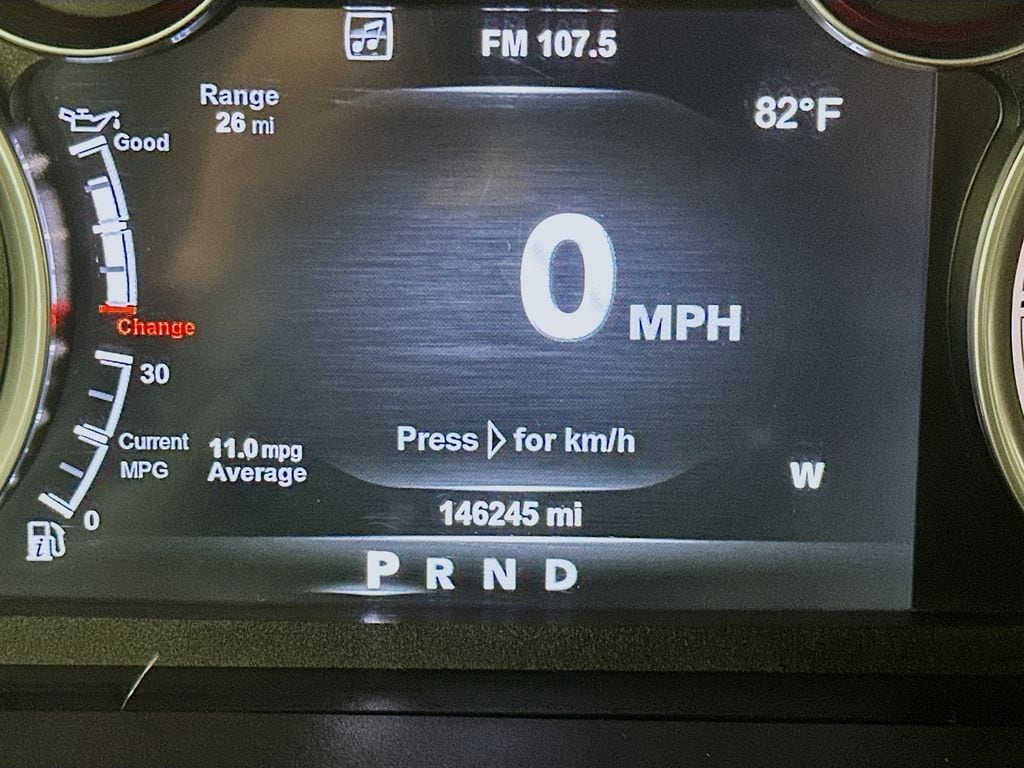 FM 107.5
Range
26 mi
82°F
Good
0 MPH
Change
30
Press ▷ for km/h
Current
MPG
11.0 mpg
Average
W
146245 mi
0
P R N D